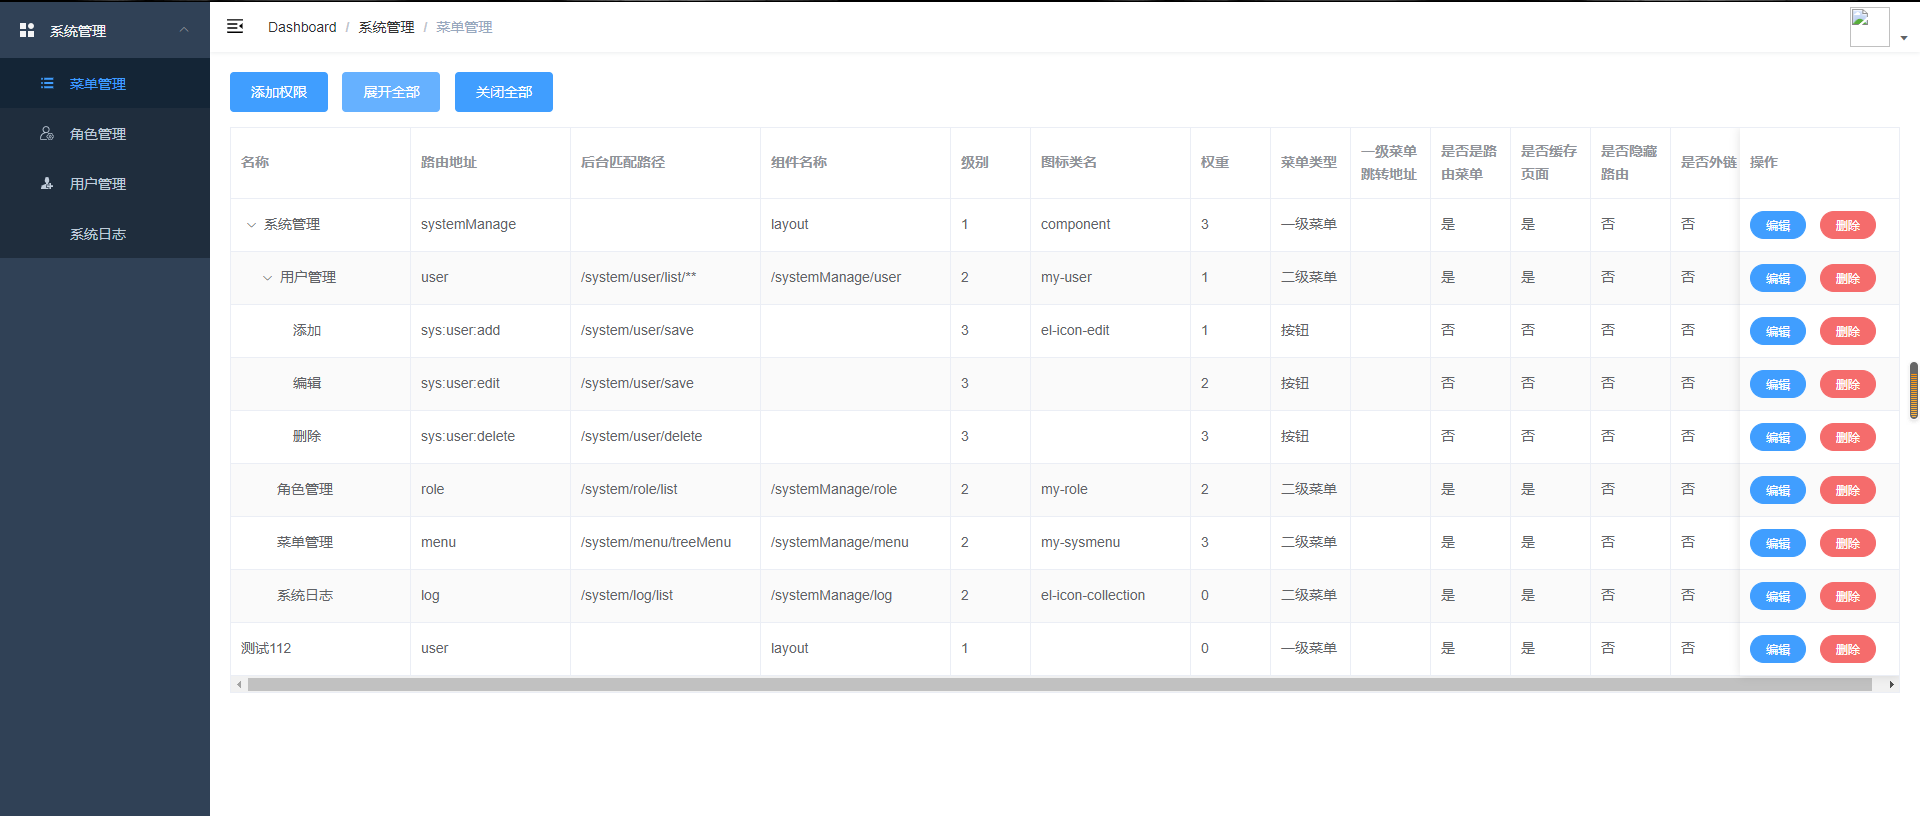 系统管理
菜单管理
角色管理
用户管理
系统日志
Dashboard / 系统管理 / 菜单管理
添加权限 展开全部 关闭全部
名称 路由地址 后台匹配路径 组件名称 级别 图标类名 权重 菜单类型 一级菜单跳转地址 是否是路由菜单 是否缓存页面 是否隐藏路由 是否外链 操作
系统管理 systemManage layout 1 component 3 一级菜单 是 是 否 否 编辑 删除
用户管理 user /system/user/list/** /systemManage/user 2 my-user 1 二级菜单 是 是 否 否 编辑 删除
添加 sys:user:add /system/user/save 3 el-icon-edit 1 按钮 否 否 否 否 编辑 删除
编辑 sys:user:edit /system/user/save 3 2 按钮 否 否 否 否 编辑 删除
删除 sys:user:delete /system/user/delete 3 3 按钮 否 否 否 否 编辑 删除
角色管理 role /system/role/list /systemManage/role 2 my-role 2 二级菜单 是 是 否 否 编辑 删除
菜单管理 menu /system/menu/treeMenu /systemManage/menu 2 my-sysmenu 3 二级菜单 是 是 否 否 编辑 删除
系统日志 log /system/log/list /systemManage/log 2 el-icon-collection 0 二级菜单 是 是 否 否 编辑 删除
测试112 user layout 1 0 一级菜单 是 是 否 否 编辑 删除